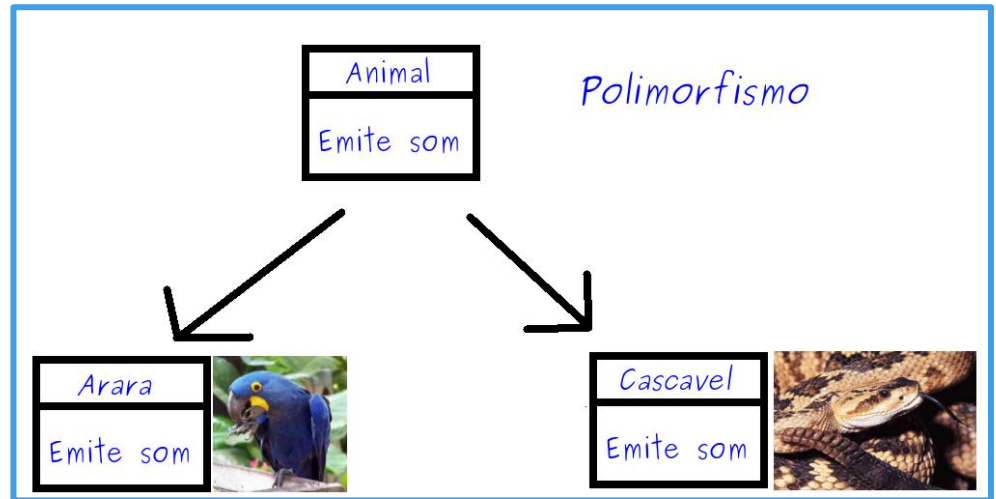 Animal
Polimorfismo
Emite som
Arara
Emite som
Cascavel
Emite som